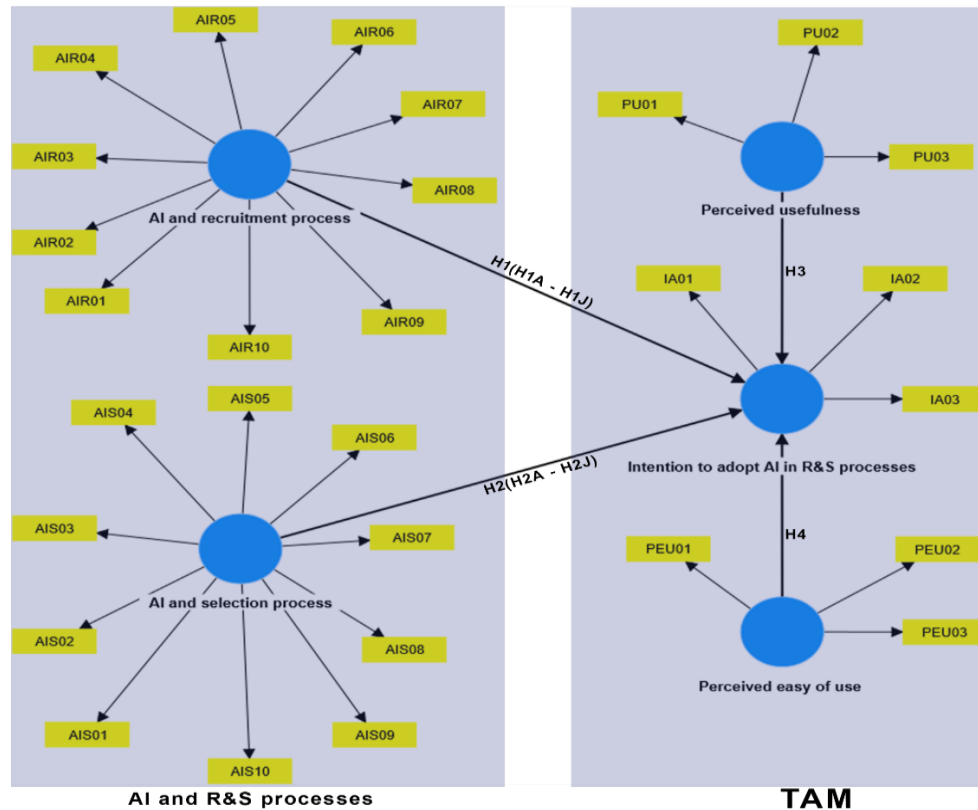 AIR05
AIR06
AIR04
AIR07
AIR03
AIR08
AI and recruitment process
AIR02
AIR01
AIR09
AIR10
AIS05
AIS04
AIS06
AIS03
AIS07
AI and selection process
AIS02
AIS08
AIS01
AIS09
AIS10
AI and R&S processes
H1(H1A - H1J)
H2(H2A - H2J)
PU02
PU01
PU03
Perceived usefulness
H3
IA01
IA02
IA03
Intention to adopt AI in R&S processes
H4
PEU01
PEU02
PEU03
Perceived easy of use
TAM